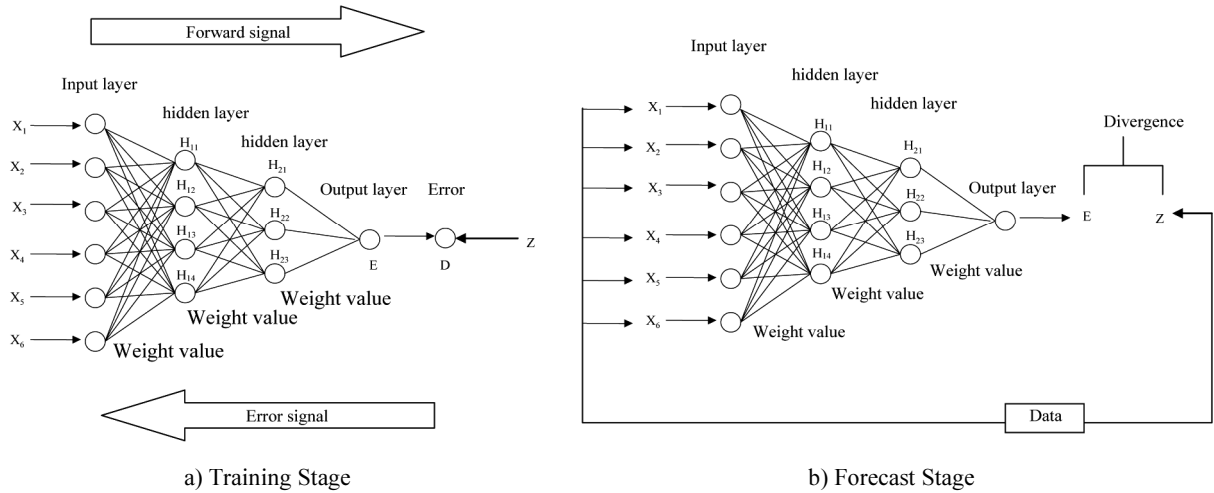 Forward signal
Input layer
hidden layer
hidden layer
Output layer
Error
X1
X2
X3
X4
X5
X6
H11
H12
H13
H14
H21
H22
H23
E
D
Z
Weight value
Weight value
Weight value
Error signal
a) Training Stage
Input layer
hidden layer
hidden layer
Divergence
Output layer
X1
X2
X3
X4
X5
X6
H11
H12
H13
H14
H21
H22
H23
E
Z
Weight value
Weight value
Weight value
Data
b) Forecast Stage